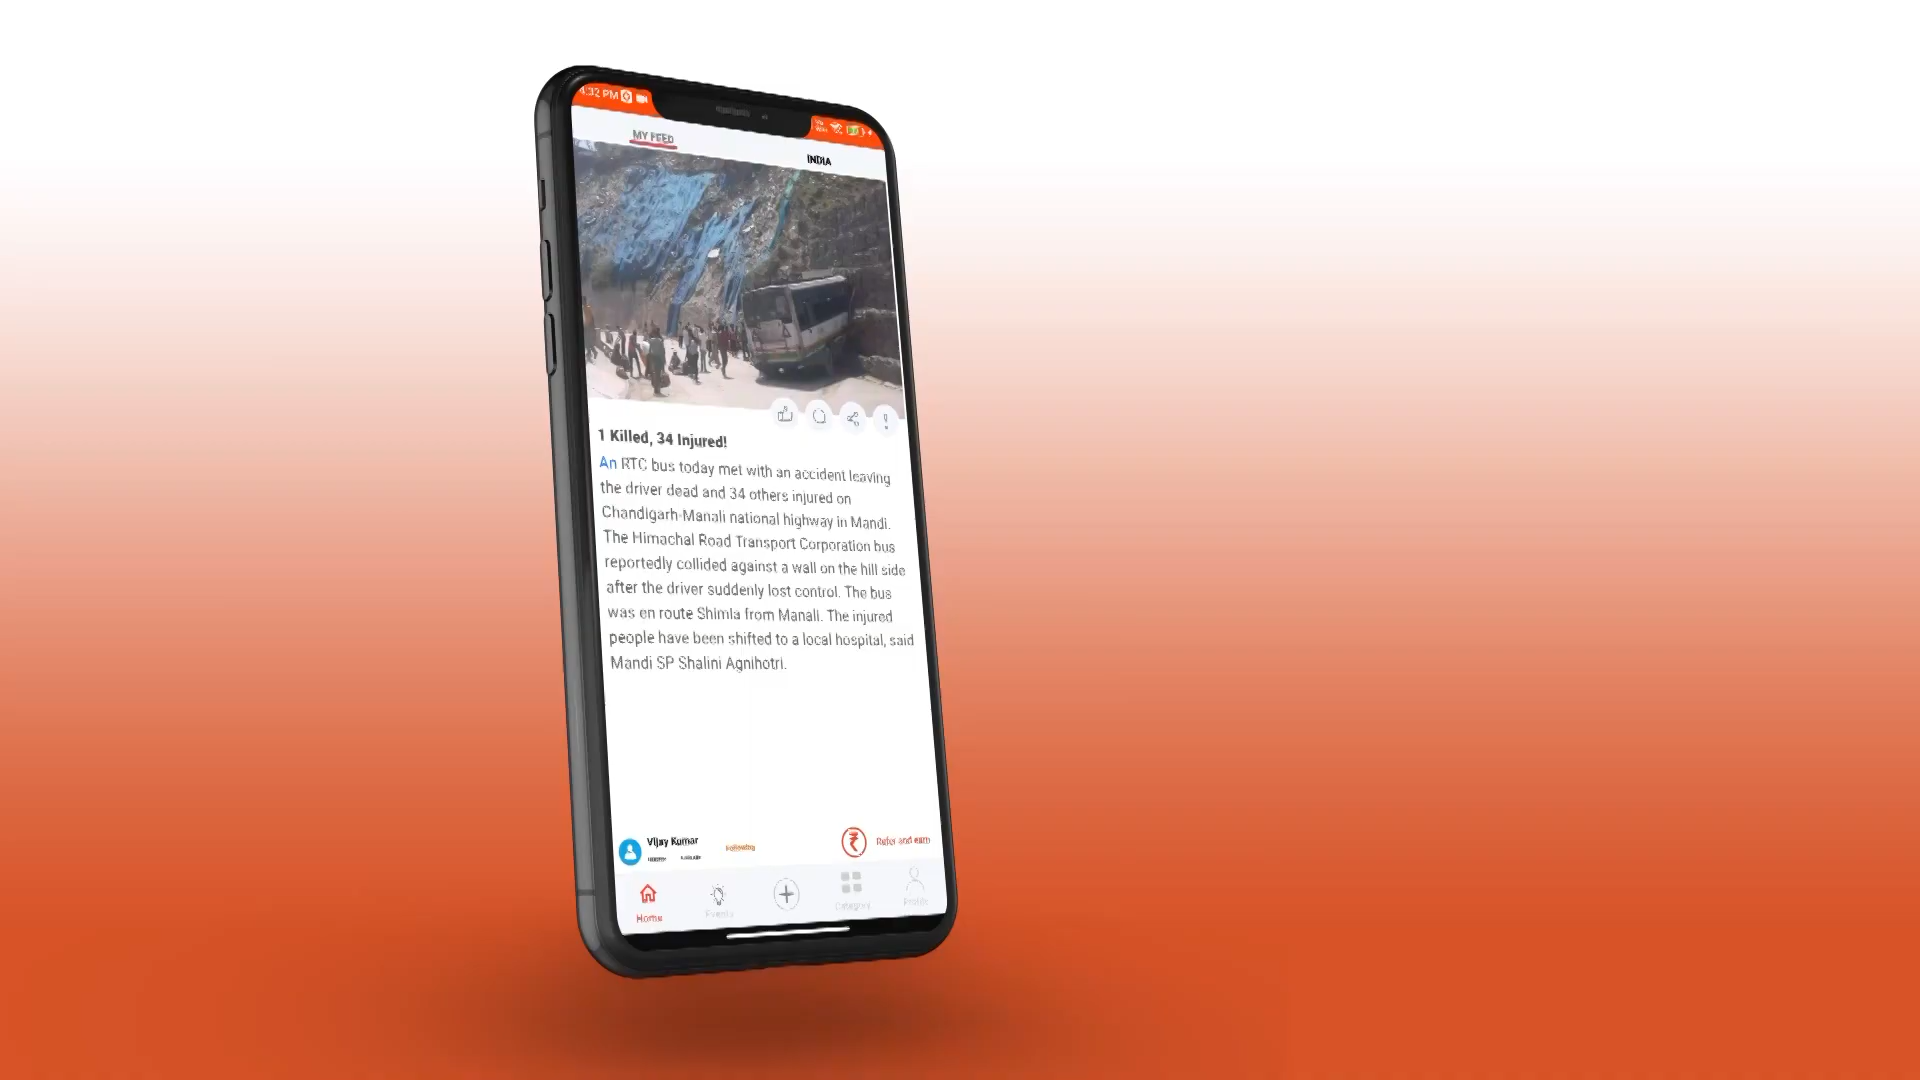 4:32 PM
MY FEED
INDIA
1 Killed, 34 Injured!
An RTC bus today met with an accident leaving
the driver dead and 34 others injured on
Chandigarh-Manali national highway in Mandi.
The Himachal Road Transport Corporation bus
reportedly collided against a wall on the hill side
after the driver suddenly lost control. The bus
was en route Shimla from Manali. The injured
people have been shifted to a local hospital, said
Mandi SP Shalini Agnihotri.
Vijay Kumar
Following
Refer and earn
Home
Events
Category
Profile